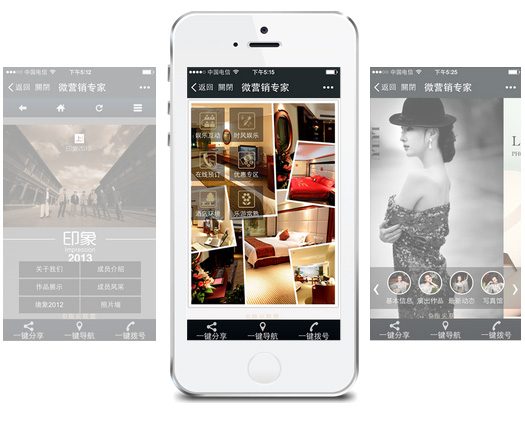 中国电信 下午5:12
返回 關閉 微营销专家
印象
Impression
2013
关于我们 成员介绍
作品展示 成员风采
随影2012 照片墙
一键分享 一键导航 一键拨号
中国电信 下午5:15
返回 關閉 微营销专家
娱乐互动 时风娱乐
在线预订 优惠专区
酒店环境 乐游常熟
一键分享 一键导航 一键拨号
中国电信 下午5:25
返回 關閉 微营销专家
L
PH
基本信息 演出作品 最新动态 写真馆
一键分享 一键导航 一键拨号